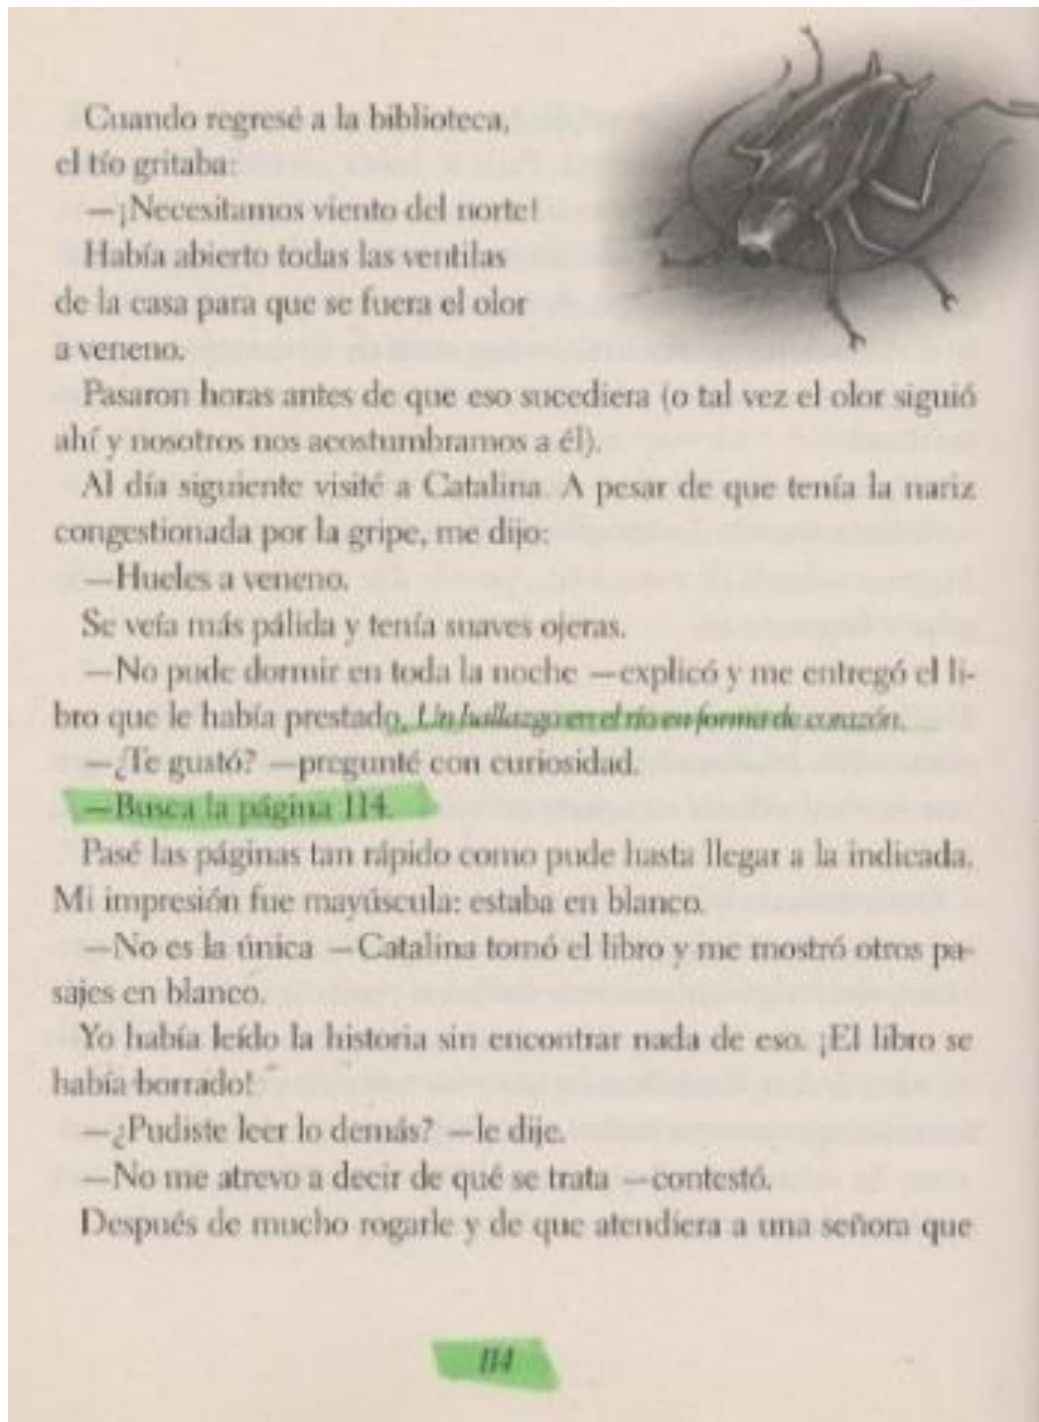 Cuando regresé a la biblioteca,
el tío gritaba:
—¡Necesitamos viento del norte!
Había abierto todas las ventilas
de la casa para que se fuera el olor
a veneno.
Pasaron horas antes de que eso sucediera (o tal vez el olor siguió
ahí y nosotros nos acostumbramos a él).
Al día siguiente visité a Catalina. A pesar de que tenía la nariz
congestionada por la gripe, me dijo:
—Hueles a veneno.
Se veía más pálida y tenía suaves ojeras.
—No pude dormir en toda la noche —explicó y me entregó el li-
bro que le había prestado, Un hallazgo en el río en forma de corazón.
—¿Te gustó? —pregunté con curiosidad.
—Busca la página 114.
Pasé las páginas tan rápido como pude hasta llegar a la indicada.
Mi impresión fue mayúscula: estaba en blanco.
—No es la única —Catalina tomó el libro y me mostró otros pa-
sajes en blanco.
Yo había leído la historia sin encontrar nada de eso. ¡El libro se
había borrado!
—¿Pudiste leer lo demás? —le dije.
—No me atrevo a decir de qué se trata —contestó.
Después de mucho rogarle y de que atendiera a una señora que
114